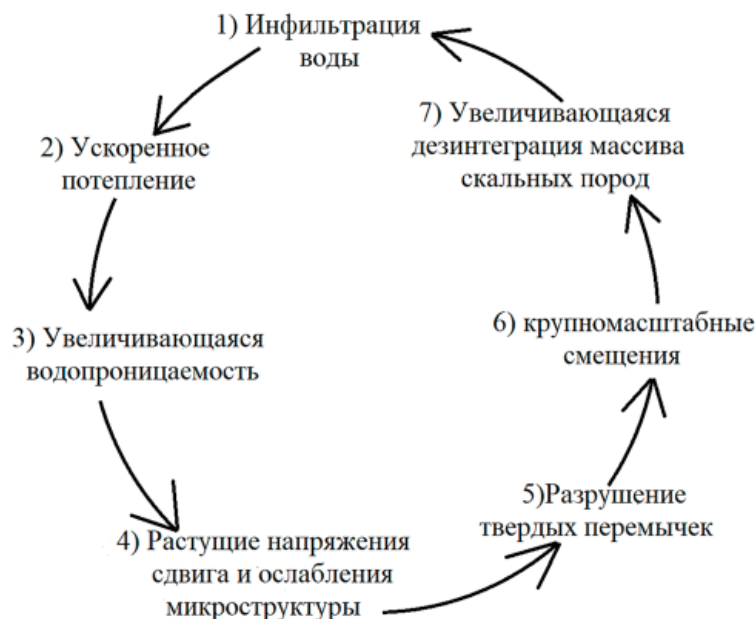 1) Инфильтрация
воды
2) Ускоренное
потепление
3) Увеличивающаяся
водопроницаемость
4) Растущие напряжения
сдвига и ослабления
микроструктуры
5)Разрушение
твердых перемычек
6) крупномасштабные
смещения
7) Увеличивающаяся
дезинтеграция массива
скальных пород